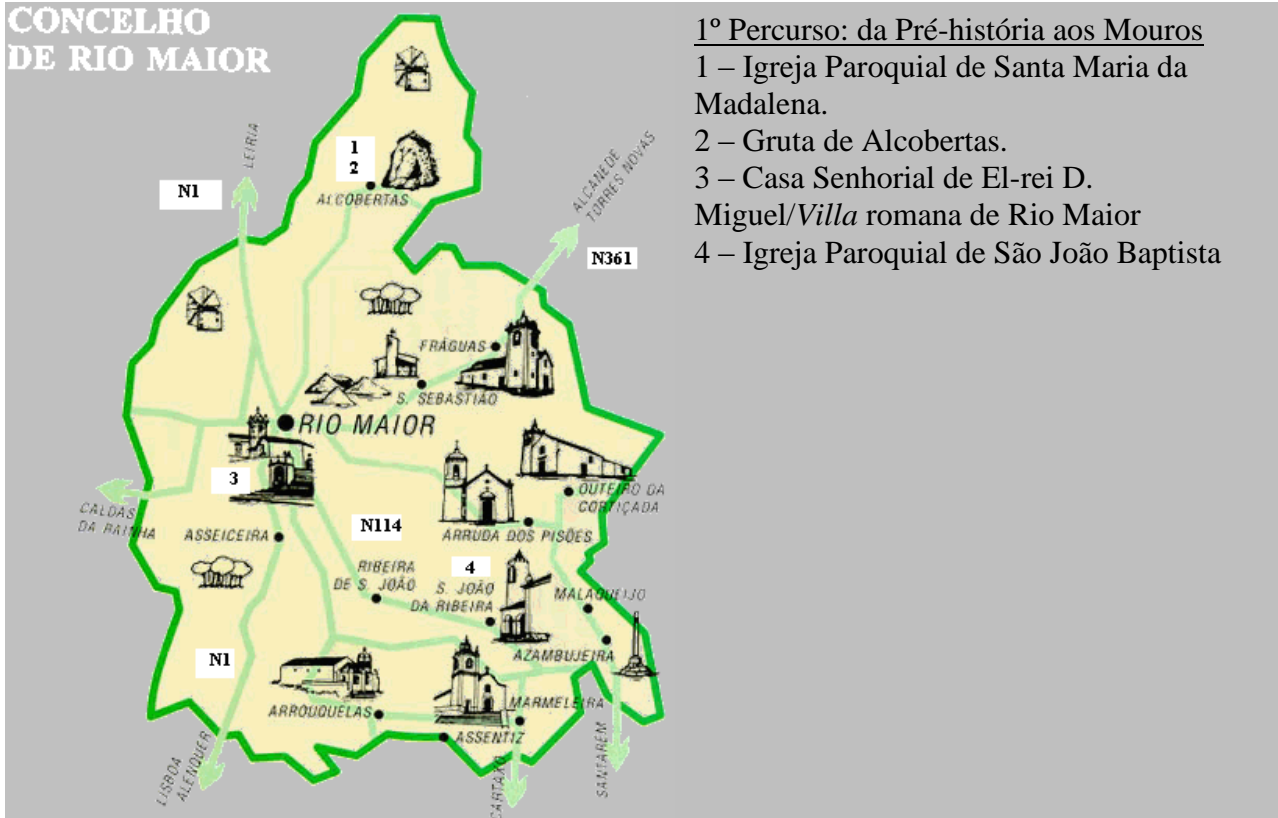 CONCELHO
DE RIO MAIOR
1º Percurso: da Pré-história aos Mouros
1 – Igreja Paroquial de Santa Maria da
Madalena.
2 – Gruta de Alcobertas.
3 – Casa Senhorial de El-rei D.
Miguel/Villa romana de Rio Maior
4 – Igreja Paroquial de São João Baptista
LEIRIA
N1
1
2
ALCOBERTAS
ALCANEDE
TORRES NOVAS
N361
FRÁGUAS
S. SEBASTIÃO
RIO MAIOR
3
OUTEIRO DA
CORTIÇADA
CALDAS
DA RAINHA
ASSEICEIRA
N114
ARRUDA DOS PISÕES
RIBEIRA
DE S. JOÃO
4
S. JOÃO
DA RIBEIRA
MALAQUEIJO
AZAMBUJEIRA
N1
ARROUQUELAS
MARMELEIRA
ASSENTIZ
LISBOA
ALENQUER
CARTAXO
SANTAREM